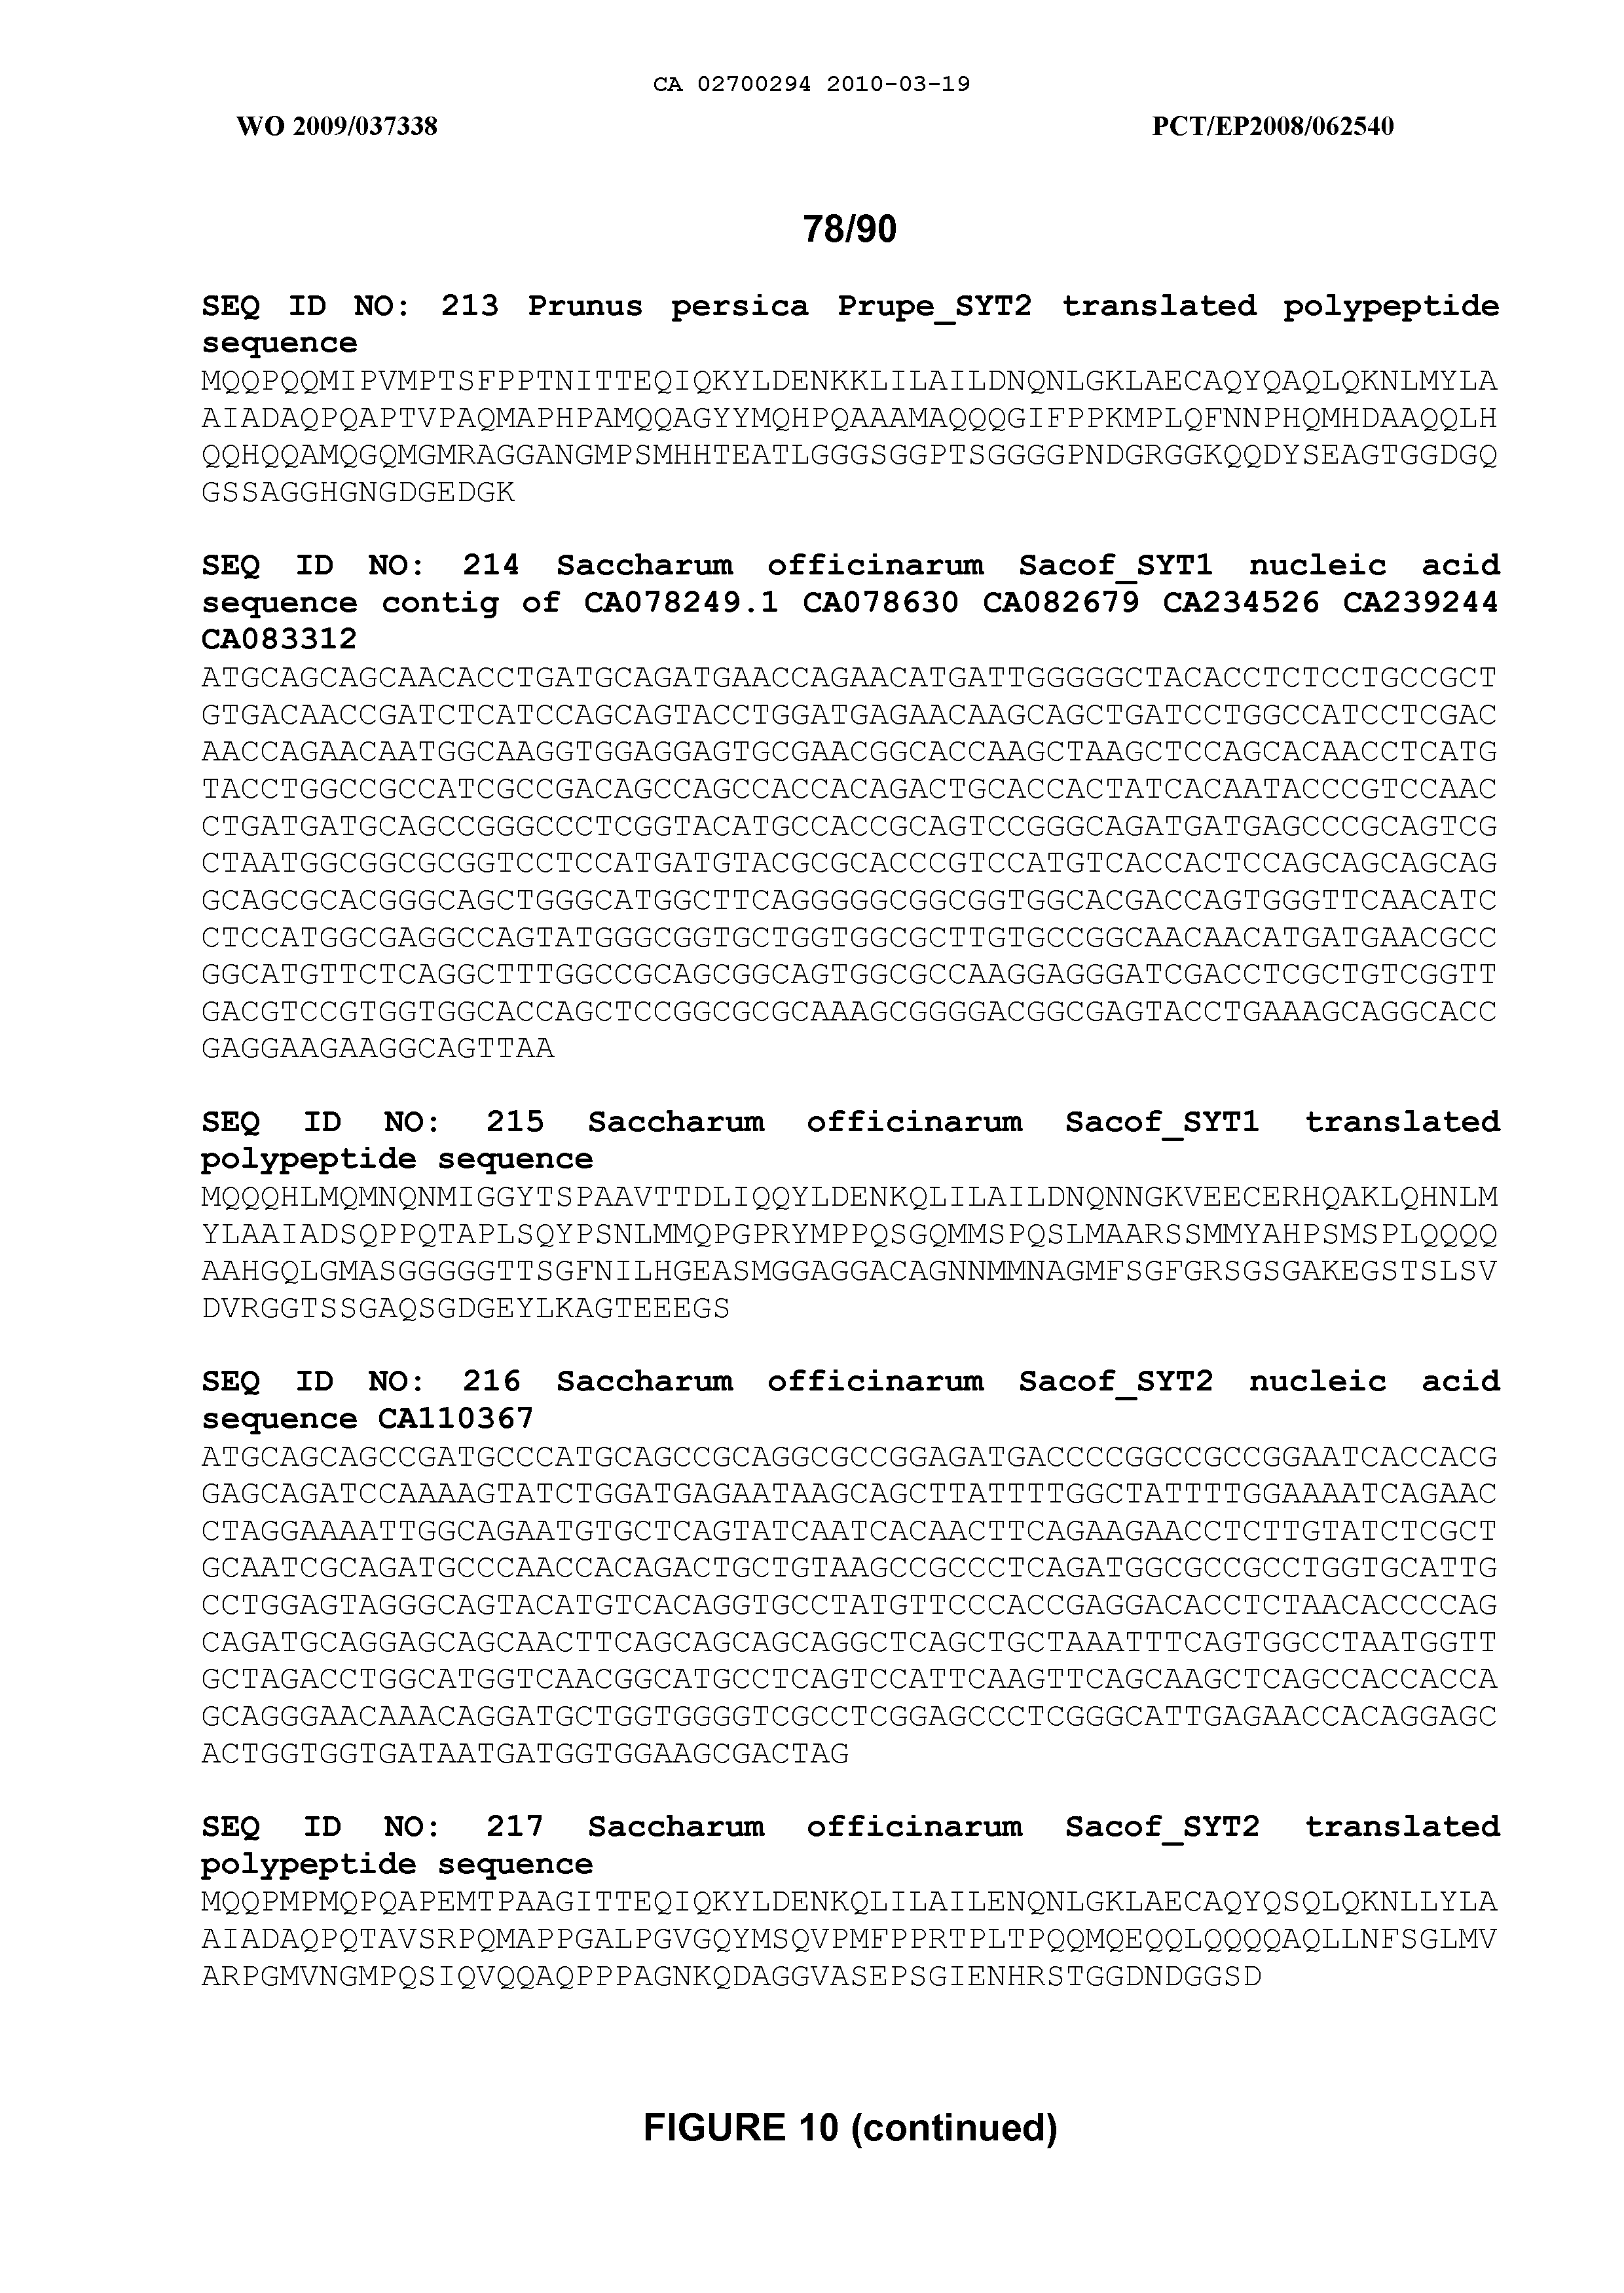 CA 02700294 2010-03-19
WO 2009/037338 PCT/EP2008/062540
78/90
SEQ ID NO: 213 Prunus persica Prupe_SYT2 translated polypeptide
sequence
MQQPQQMIPVMPTSFPPTNITTEQIQKYLDENKKLILAILDNQNLGKLAECAQYQAQLQKNLMYLA
AIADAQPQAPTVPAQMAPHPAMQQAGYYMQHPQAAAMAQQQGIFPPKMPLQFNNPHQMHDAAQQLH
QQHQQAMQGQMGMRAGGANGMPSMHHTEATLGGGSGGPTSGGGGPNDGRGGKQQDYSEAGTGGDGQ
GSSAGGHGNGDGEDGK
SEQ ID NO: 214 Saccharum officinarum Sacof_SYT1 nucleic acid
sequence contig of CA078249.1 CA078630 CA082679 CA234526 CA239244
CA083312
ATGCAGCAGCAACACCTGATGCAGATGAACCAGAACATGATTGGGGGCTACACCTCTCCTGCCGCT
GTGACAACCGATCTCATCCAGCAGTACCTGGATGAGAACAAGCAGCTGATCCTGGCCATCCTCGAC
AACCAGAACAATGGCAAGGTGGAGGAGTGCGAACGGCACCAAGCTAAGCTCCAGCACAACCTCATG
TACCTGGCCGCCATCGCCGACAGCCAGCCACCACAGACTGCACCACTATCACAATACCCGTCCAAC
CTGATGATGCAGCCGGGCCCTCGGTACATGCCACCGCAGTCCGGGCAGATGATGAGCCCGCAGTCG
CTAATGGCGGCGCGGTCCTCCATGATGTACGCGCACCCGTCCATGTCACCACTCCAGCAGCAGCAG
GCAGCGCACGGGCAGCTGGGCATGGCTTCAGGGGGCGGCGGTGGCACGACCAGTGGGTTCAACATC
CTCCATGGCGAGGCCAGTATGGGCGGTGCTGGTGGCGCTTGTGCCGGCAACAACATGATGAACGCC
GGCATGTTCTCAGGCTTTGGCCGCAGCGGCAGTGGCGCCAAGGAGGGATCGACCTCGCTGTCGGTT
GACGTCCGTGGTGGCACCAGCTCCGGCGCGCAAAGCGGGGACGGCGAGTACCTGAAAGCAGGCACC
GAGGAAGAAGGCAGTTAA
SEQ ID NO: 215 Saccharum officinarum Sacof_SYT1 translated
polypeptide sequence
MQQQHLMQMNQNMIGGYTSPAAVTTDLIQQYLDENKQLILAILDNQNNGKVEECERHQAKLQHNLM
YLAAIADSQPPQTAPLSQYPSNLMMQPGPRYMPPQSGQMMSPQSLMAARSSMMYAHPSMSPLQQQQ
AAHGQLGMASGGGGGTTSGFNILHGEASMGGAGGACAGNNMMNAGMFSGFGRSGSGAKEGSTSLSV
DVRGGTSSGAQSGDGEYLKAGTEEEGS
SEQ ID NO: 216 Saccharum officinarum Sacof_SYT2 nucleic acid
sequence CA110367
ATGCAGCAGCCGATGCCCATGCAGCCGCAGGCGCCGGAGATGACCCCGGCCGCCGGAATCACCACG
GAGCAGATCCAAAAGTATCTGGATGAGAATAAGCAGCTTATTTTGGCTATTTTGGAAAATCAGAAC
CTAGGAAAATTGGCAGAATGTGCTCAGTATCAATCACAACTTCAGAAGAACCTCTTGTATCTCGCT
GCAATCGCAGATGCCCAACCACAGACTGCTGTAAGCCGCCCTCAGATGGCGCCGCCTGGTGCATTG
CCTGGAGTAGGGCAGTACATGTCACAGGTGCCTATGTTCCCACCGAGGACACCTCTAACACCCCAG
CAGATGCAGGAGCAGCAACTTCAGCAGCAGCAGGCTCAGCTGCTAAATTTCAGTGGCCTAATGGTT
GCTAGACCTGGCATGGTCAACGGCATGCCTCAGTCCATTCAAGTTCAGCAAGCTCAGCCACCACCA
GCAGGGAACAAACAGGATGCTGGTGGGGTCGCCTCGGAGCCCTCGGGCATTGAGAACCACAGGAGC
ACTGGTGGTGATAATGATGGTGGAAGCGACTAG
SEQ ID NO: 217 Saccharum officinarum Sacof_SYT2 translated
polypeptide sequence
MQQPMPMQPQAPEMTPAAGITTEQIQKYLDENKQLILAILENQNLGKLAECAQYQSQLQKNLLYLA
AIADAQPQTAVSRPQMAPPGALPGVGQYMSQVPMFPPRTPLTPQQMQEQQLQQQQAQLLNFSGLMV
ARPGMVNGMPQSIQVQQAQPPPAGNKQDAGGVASEPSGIENHRSTGGDNDGGSD
FIGURE 10 (continued)